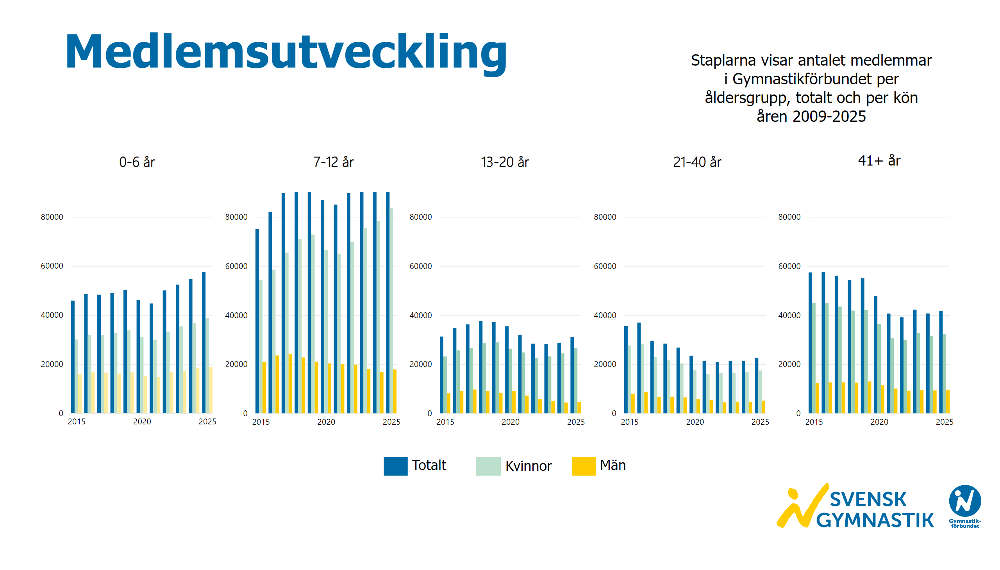 Medlemsutveckling
Staplarna visar antalet medlemmar
i Gymnastikförbundet per
åldersgrupp, totalt och per kön
åren 2009-2025
0-6 år
7-12 år
13-20 år
21-40 år
41+ år
80000
60000
40000
20000
0
2015 2020 2025
80000
60000
40000
20000
0
2015 2020 2025
80000
60000
40000
20000
0
2015 2020 2025
80000
60000
40000
20000
0
2015 2020 2025
80000
60000
40000
20000
0
2015 2020 2025
Totalt Kvinnor Män
SVENSK
GYMNASTIK
Gymnastik-
förbundet